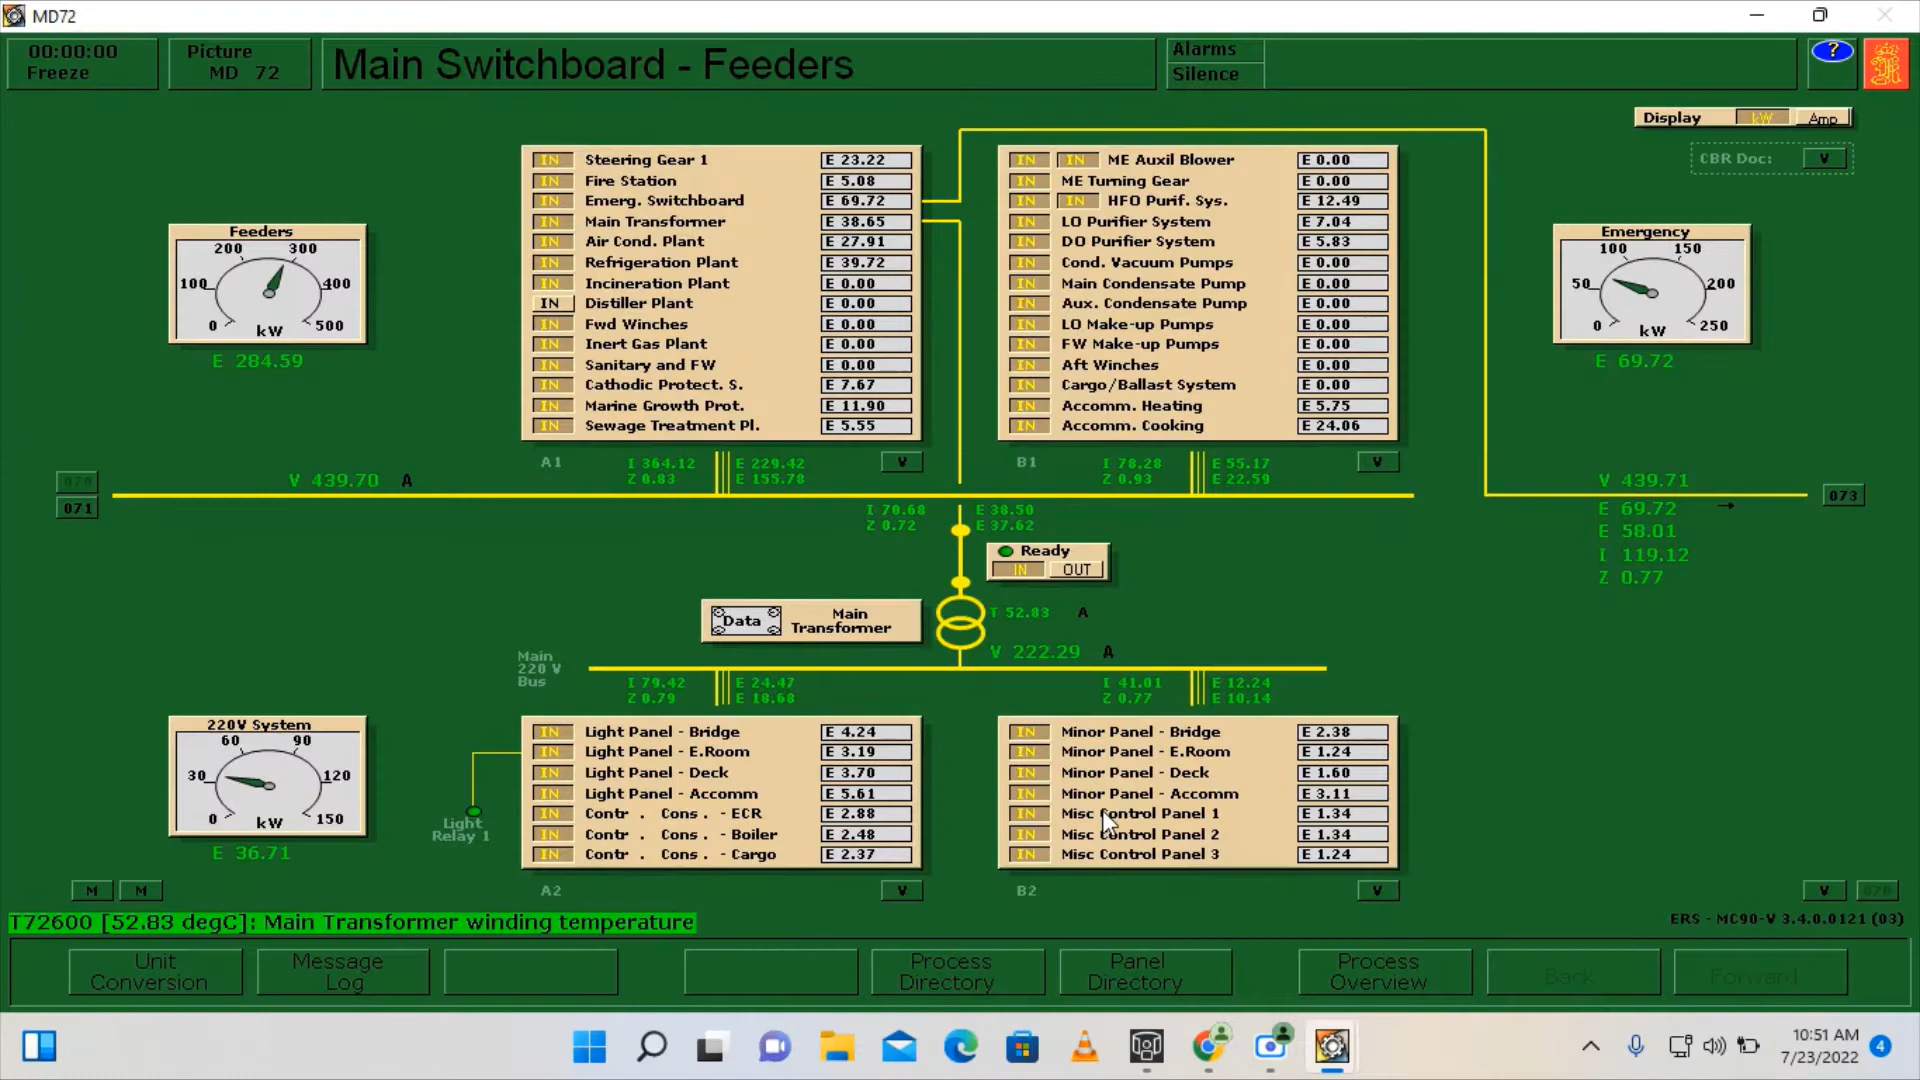 MD72
00:00:00
Freeze
Picture
MD 72
Main Switchboard - Feeders
Alarms
Silence
?
Display kW Amp
CBR Doc: V
Feeders
200 300
100 400
0 kW 500
E 284.59
IN Steering Gear 1 E 23.22
IN Fire Station E 5.08
IN Emerg. Switchboard E 69.72
IN Main Transformer E 38.65
IN Air Cond. Plant E 27.91
IN Refrigeration Plant E 39.72
IN Incineration Plant E 0.00
IN Distiller Plant E 0.00
IN Fwd Winches E 0.00
IN Inert Gas Plant E 0.00
IN Sanitary and FW E 0.00
IN Cathodic Protect. S. E 7.67
IN Marine Growth Prot. E 11.90
IN Sewage Treatment Pl. E 5.55
A1
I 364.12 E 229.42
Z 0.83 E 155.78
V
IN IN ME Auxil Blower E 0.00
IN ME Turning Gear E 0.00
IN IN HFO Purif. Sys. E 12.49
IN LO Purifier System E 7.04
IN DO Purifier System E 5.83
IN Cond. Vacuum Pumps E 0.00
IN Main Condensate Pump E 0.00
IN Aux. Condensate Pump E 0.00
IN LO Make-up Pumps E 0.00
IN FW Make-up Pumps E 0.00
IN Aft Winches E 0.00
IN Cargo/Ballast System E 0.00
IN Accomm. Heating E 5.75
IN Accomm. Cooking E 24.06
B1
I 78.28 E 55.17
Z 0.93 E 22.59
V
Emergency
100 150
50 200
0 kW 250
E 69.72
070
071
V 439.70 A
V 439.71
E 69.72
E 58.01
I 119.12
Z 0.77
073
I 70.68 E 38.50
Z 0.72 E 37.62
Ready
IN OUT
Data Main
Transformer
T 52.83 A
V 222.29 A
Main
220 V
Bus
I 79.42 E 24.47
Z 0.79 E 18.68
I 41.01 E 12.24
Z 0.77 E 10.14
220V System
60 90
30 120
0 kW 150
E 36.71
Light
Relay 1
IN Light Panel - Bridge E 4.24
IN Light Panel - E.Room E 3.19
IN Light Panel - Deck E 3.70
IN Light Panel - Accomm E 5.61
IN Contr . Cons . - ECR E 2.88
IN Contr . Cons . - Boiler E 2.48
IN Contr . Cons . - Cargo E 2.37
A2 V
IN Minor Panel - Bridge E 2.38
IN Minor Panel - E.Room E 1.24
IN Minor Panel - Deck E 1.60
IN Minor Panel - Accomm E 3.11
IN Misc Control Panel 1 E 1.34
IN Misc Control Panel 2 E 1.34
IN Misc Control Panel 3 E 1.24
B2 V
M M
V
T72600 [52.83 degC]: Main Transformer winding temperature
ERS - MC90-V 3.4.0.0121 (03)
Unit
Conversion
Message
Log
Process
Directory
Panel
Directory
Process
Overview
Back
Forward
10:51 AM
7/23/2022
4